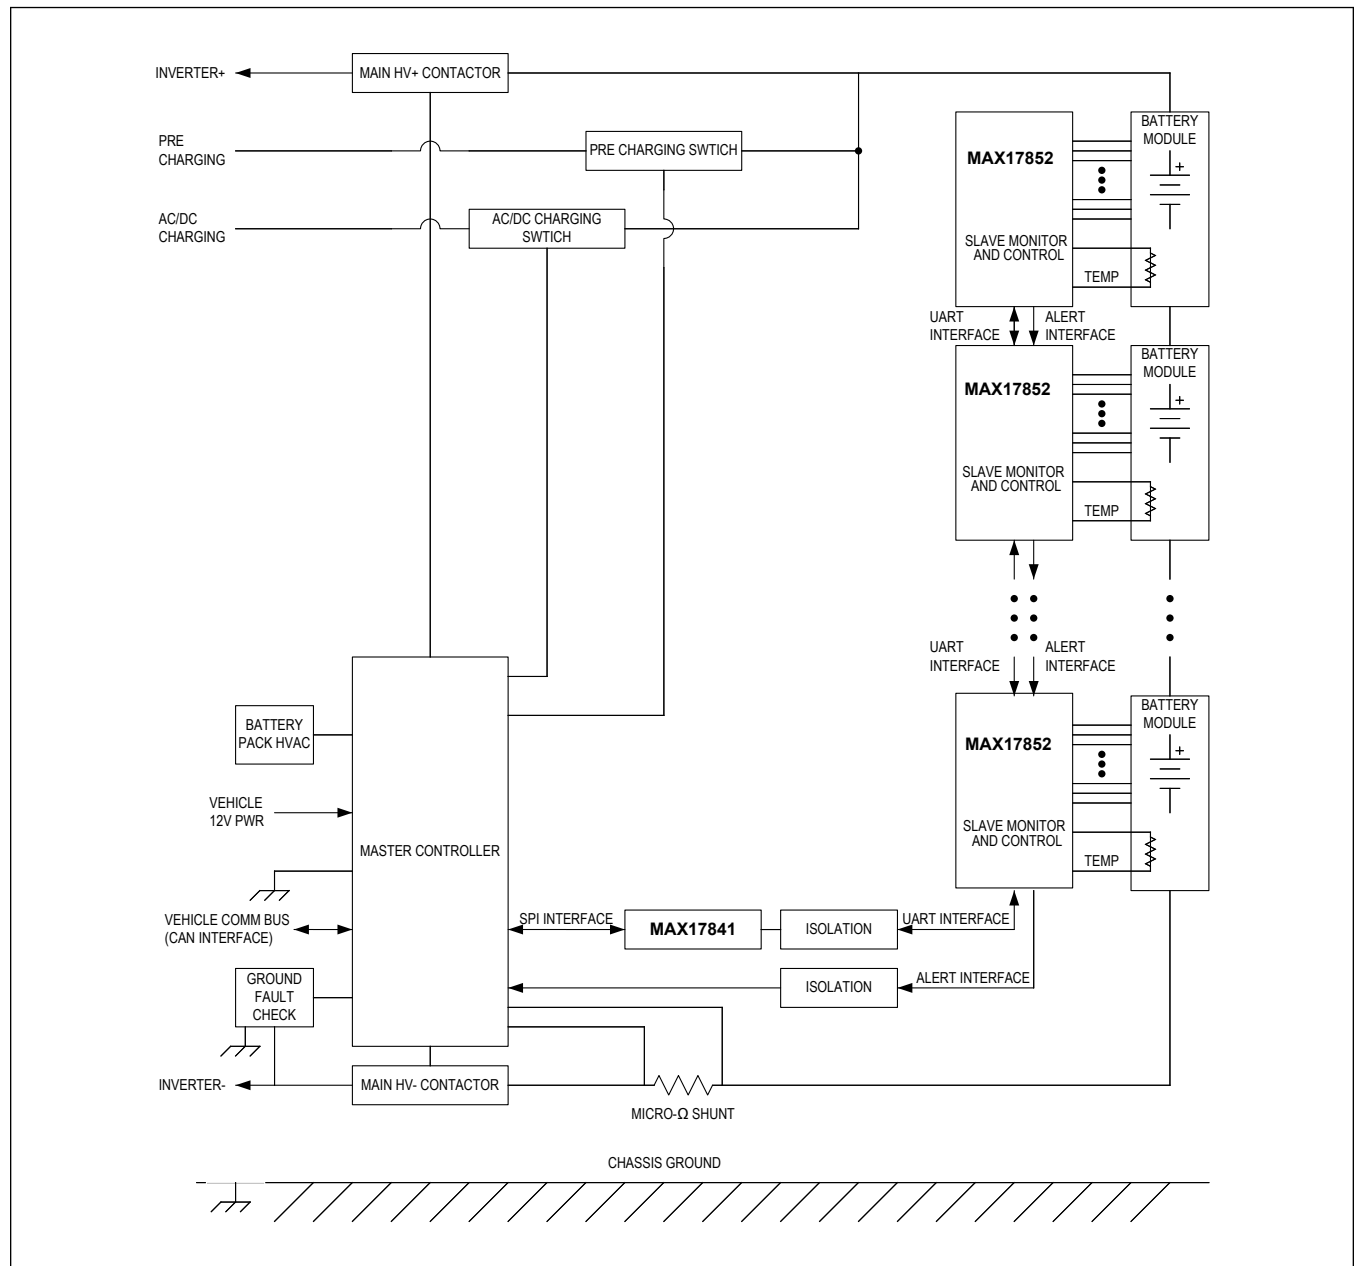 INVERTER+
MAIN HV+ CONTACTOR
PRE
CHARGING
PRE CHARGING SWTICH
AC/DC
CHARGING
AC/DC CHARGING
SWTICH
MAX17852
SLAVE MONITOR
AND CONTROL
TEMP
BATTERY
MODULE
+
UART
INTERFACE
ALERT
INTERFACE
MAX17852
SLAVE MONITOR
AND CONTROL
TEMP
BATTERY
MODULE
+
UART
INTERFACE
ALERT
INTERFACE
MAX17852
SLAVE MONITOR
AND CONTROL
TEMP
BATTERY
MODULE
+
BATTERY
PACK HVAC
VEHICLE
12V PWR
MASTER CONTROLLER
VEHICLE COMM BUS
(CAN INTERFACE)
SPI INTERFACE
MAX17841
ISOLATION
UART INTERFACE
GROUND
FAULT
CHECK
ISOLATION
ALERT INTERFACE
INVERTER-
MAIN HV- CONTACTOR
MICRO-Ω SHUNT
CHASSIS GROUND